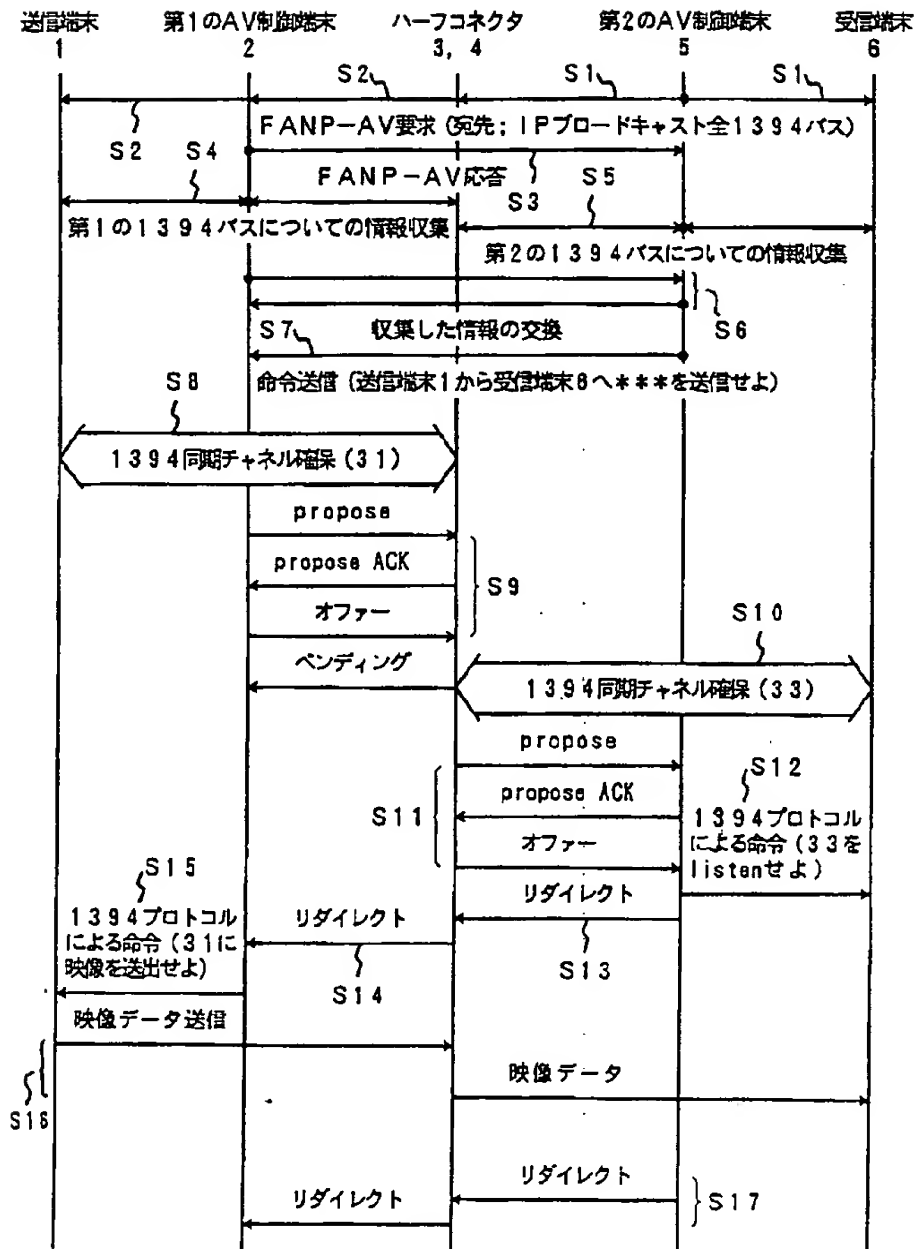 送信端末 第1のAV制御端末 ハーフコネクタ 第2のAV制御端末 受信端末
1 2 3, 4 5 6
S2 S1 S1
FANP-AV要求 (宛先; IPブロードキャスト全1394バス)
S2 S4
FANP-AV応答 S3 S5
第1の1394バスについての情報収集
第2の1394バスについての情報収集
S7 収集した情報の交換 S6
S8 命令送信 (送信端末1から受信端末6へ***を送信せよ)
1394同期チャネル確保 (31)
propose
propose ACK
S9
オファー
S10
ペンディング
1394同期チャネル確保 (33)
propose
S12
propose ACK
S11
1394プロトコル
による命令 (33を
listenせよ)
オファー
S15
1394プロトコル
による命令 (31に
映像を送出せよ)
リダイレクト
リダイレクト
S13
S14
映像データ送信
映像データ
S16
リダイレクト
リダイレクト
S17